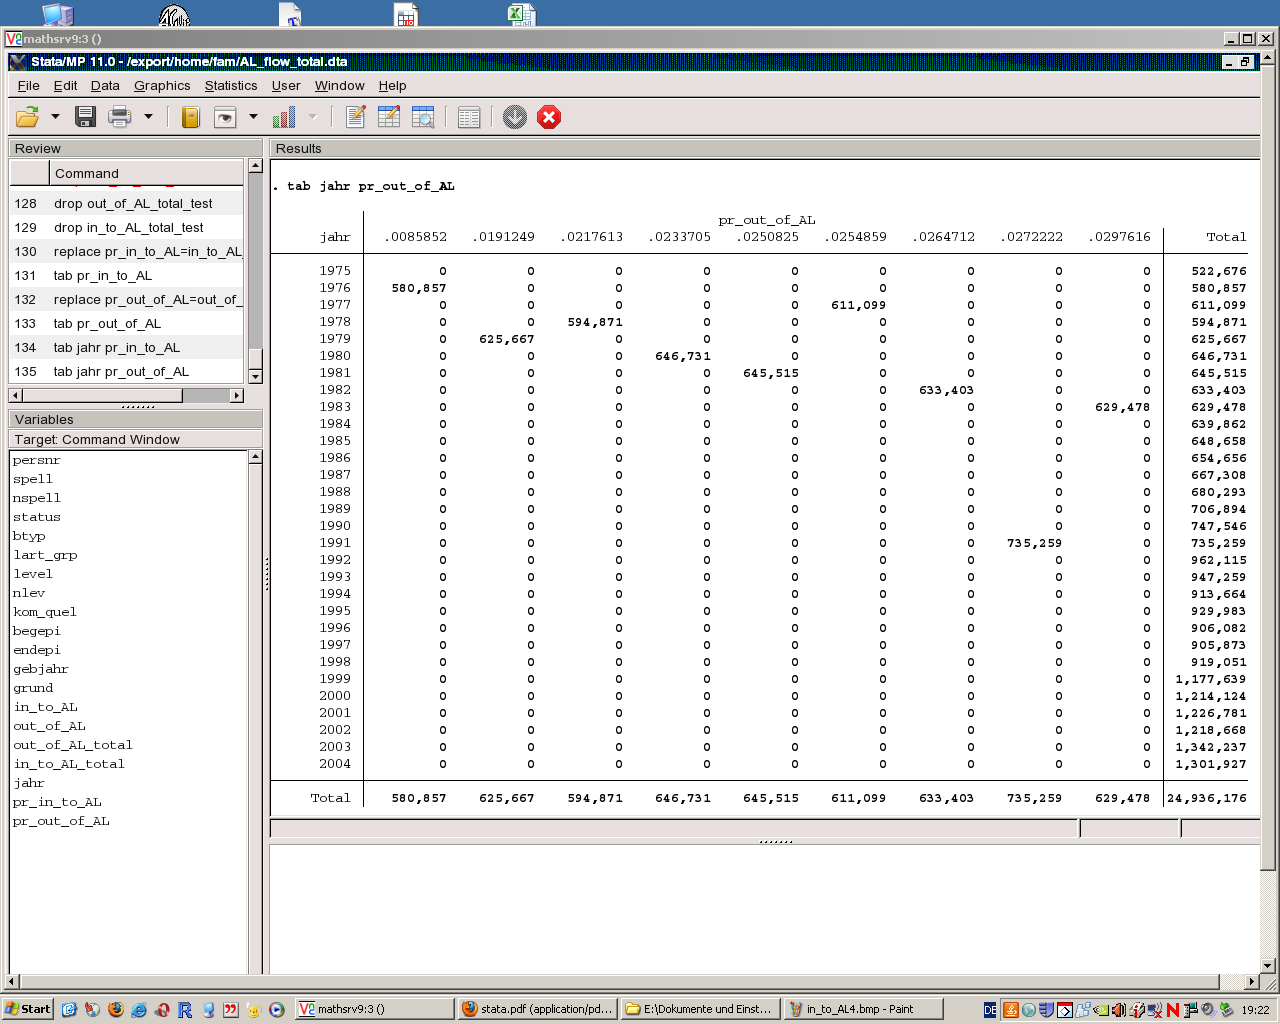 mathsrv9:3 ()
Stata/MP 11.0 - /export/home/fam/AL_flow_total.dta
File Edit Data Graphics Statistics User Window Help
Review
Command
128 drop out_of_AL_total_test
129 drop in_to_AL_total_test
130 replace pr_in_to_AL=in_to_AL_
131 tab pr_in_to_AL
132 replace pr_out_of_AL=out_of_
133 tab pr_out_of_AL
134 tab jahr pr_in_to_AL
135 tab jahr pr_out_of_AL
Variables
Target: Command Window
persnr
spell
nspell
status
btyp
lart_grp
level
nlev
kom_quel
begepi
endepi
gebjahr
grund
in_to_AL
out_of_AL
out_of_AL_total
in_to_AL_total
jahr
pr_in_to_AL
pr_out_of_AL
Results
. tab jahr pr_out_of_AL
pr_out_of_AL
jahr .0085852 .0191249 .0217613 .0233705 .0250825 .0254859 .0264712 .0272222 .0297616 Total
1975 0 0 0 0 0 0 0 0 0 522,676
1976 580,857 0 0 0 0 0 0 0 0 580,857
1977 0 0 0 0 0 611,099 0 0 0 611,099
1978 0 0 594,871 0 0 0 0 0 0 594,871
1979 0 625,667 0 0 0 0 0 0 0 625,667
1980 0 0 0 646,731 0 0 0 0 0 646,731
1981 0 0 0 0 645,515 0 0 0 0 645,515
1982 0 0 0 0 0 0 633,403 0 0 633,403
1983 0 0 0 0 0 0 0 0 629,478 629,478
1984 0 0 0 0 0 0 0 0 0 639,862
1985 0 0 0 0 0 0 0 0 0 648,658
1986 0 0 0 0 0 0 0 0 0 654,656
1987 0 0 0 0 0 0 0 0 0 667,308
1988 0 0 0 0 0 0 0 0 0 680,293
1989 0 0 0 0 0 0 0 0 0 706,894
1990 0 0 0 0 0 0 0 0 0 747,546
1991 0 0 0 0 0 0 0 735,259 0 735,259
1992 0 0 0 0 0 0 0 0 0 962,115
1993 0 0 0 0 0 0 0 0 0 947,259
1994 0 0 0 0 0 0 0 0 0 913,664
1995 0 0 0 0 0 0 0 0 0 929,983
1996 0 0 0 0 0 0 0 0 0 906,082
1997 0 0 0 0 0 0 0 0 0 905,873
1998 0 0 0 0 0 0 0 0 0 919,051
1999 0 0 0 0 0 0 0 0 0 1,177,639
2000 0 0 0 0 0 0 0 0 0 1,214,124
2001 0 0 0 0 0 0 0 0 0 1,226,781
2002 0 0 0 0 0 0 0 0 0 1,218,668
2003 0 0 0 0 0 0 0 0 0 1,342,237
2004 0 0 0 0 0 0 0 0 0 1,301,927
Total 580,857 625,667 594,871 646,731 645,515 611,099 633,403 735,259 629,478 24,936,176
Start mathsrv9:3 () stata.pdf (application/pd... E:\Dokumente und Einst... in_to_AL4.bmp - Paint DE 19:22